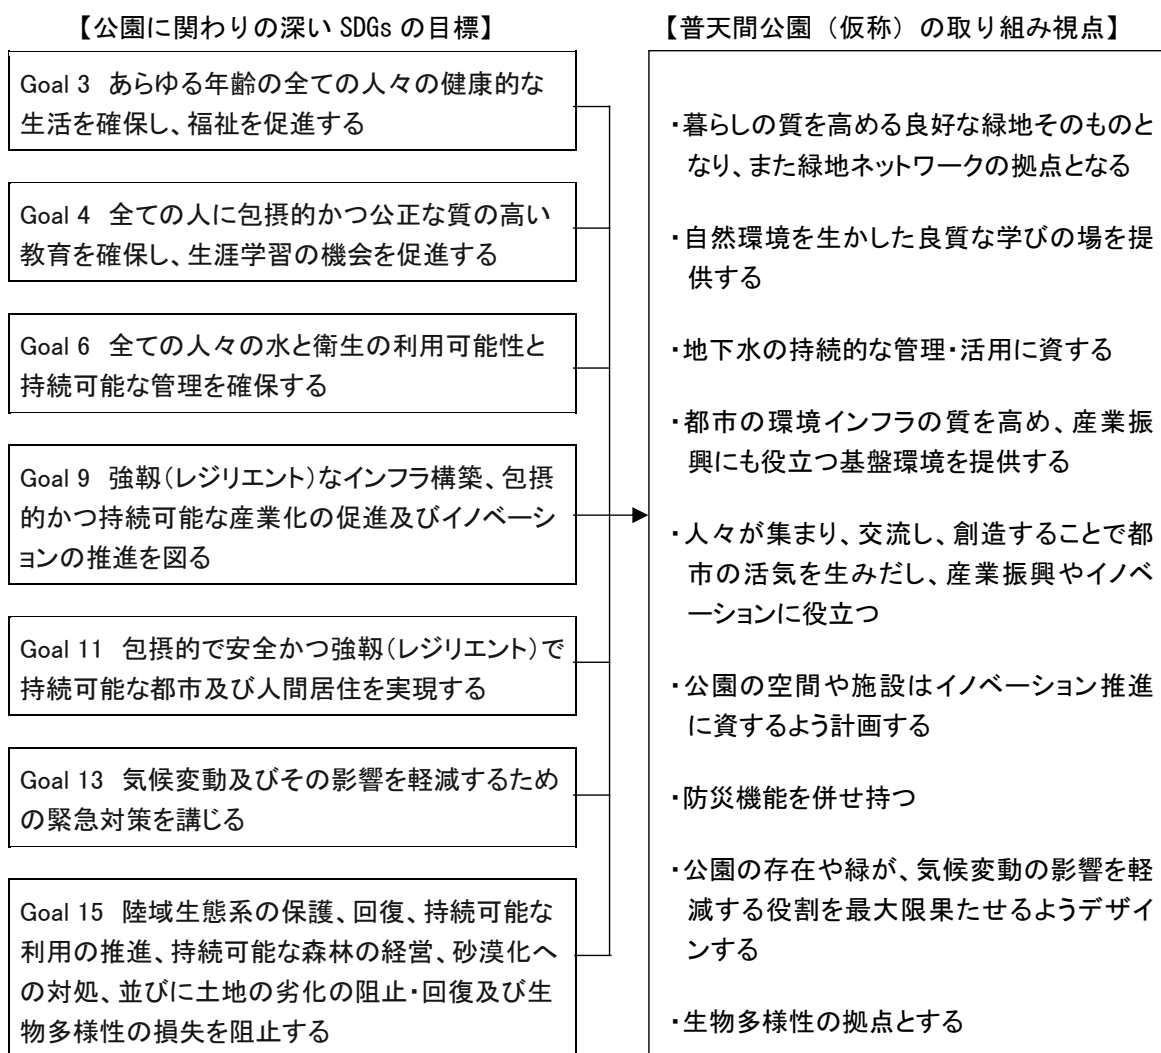 【公園に関わりの深い SDGs の目標】
Goal 3 あらゆる年齢の全ての人々の健康的な
生活を確保し、福祉を促進する
Goal 4 全ての人に包摂的かつ公正な質の高い
教育を確保し、生涯学習の機会を促進する
Goal 6 全ての人々の水と衛生の利用可能性と
持続可能な管理を確保する
Goal 9 強靱(レジリエント)なインフラ構築、包摂
的かつ持続可能な産業化の促進及びイノベーシ
ョンの推進を図る
Goal 11 包摂的で安全かつ強靱(レジリエント)で
持続可能な都市及び人間居住を実現する
Goal 13 気候変動及びその影響を軽減するため
の緊急対策を講じる
Goal 15 陸域生態系の保護、回復、持続可能な
利用の推進、持続可能な森林の経営、砂漠化へ
の対処、並びに土地の劣化の阻止・回復及び生
物多様性の損失を阻止する
【普天間公園（仮称）の取り組み視点】
・暮らしの質を高める良好な緑地そのものと
なり、また緑地ネットワークの拠点となる
・自然環境を生かした良質な学びの場を提
供する
・地下水の持続的な管理・活用に資する
・都市の環境インフラの質を高め、産業振
興にも役立つ基盤環境を提供する
・人々が集まり、交流し、創造することで都
市の活気を生みだし、産業振興やイノベ
ーションに役立つ
・公園の空間や施設はイノベーション推進
に資するよう計画する
・防災機能を併せ持つ
・公園の存在や緑が、気候変動の影響を軽
減する役割を最大限果たせるようデザイ
ンする
・生物多様性の拠点とする